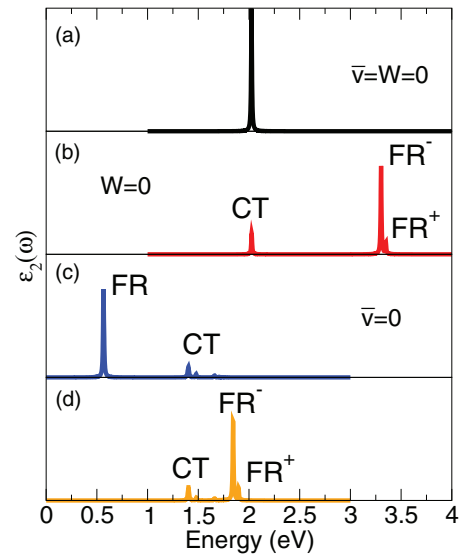 (a)
v̅=W=0
(b)
FR⁻
W=0
CT
FR⁺
(c)
FR
v̅=0
CT
(d)
FR⁻
CT
FR⁺
0 0.5 1 1.5 2 2.5 3 3.5 4
Energy (eV)
ε₂(ω)